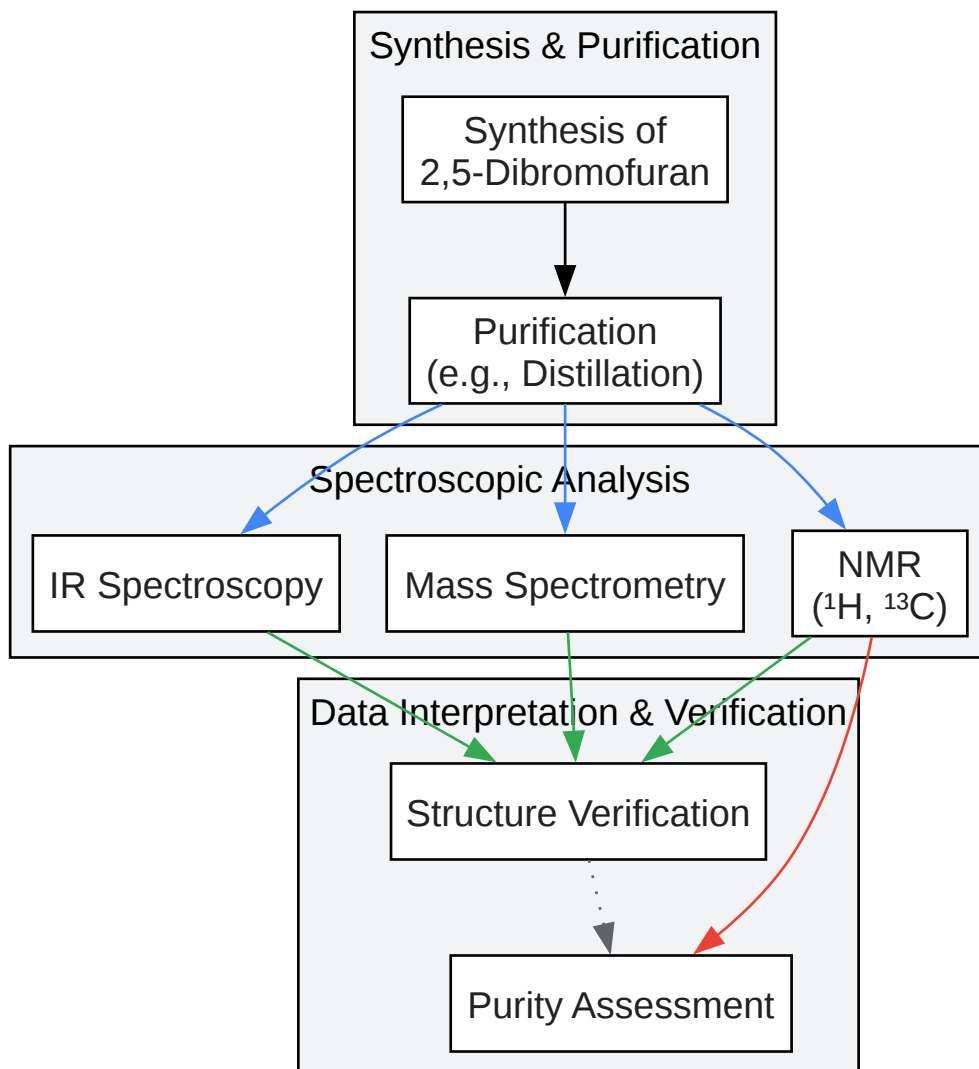 Synthesis & Purification
Synthesis of
2,5-Dibromofuran
Purification
(e.g., Distillation)
Spectroscopic Analysis
IR Spectroscopy
Mass Spectrometry
NMR
(¹H, ¹³C)
Data Interpretation & Verification
Structure Verification
Purity Assessment